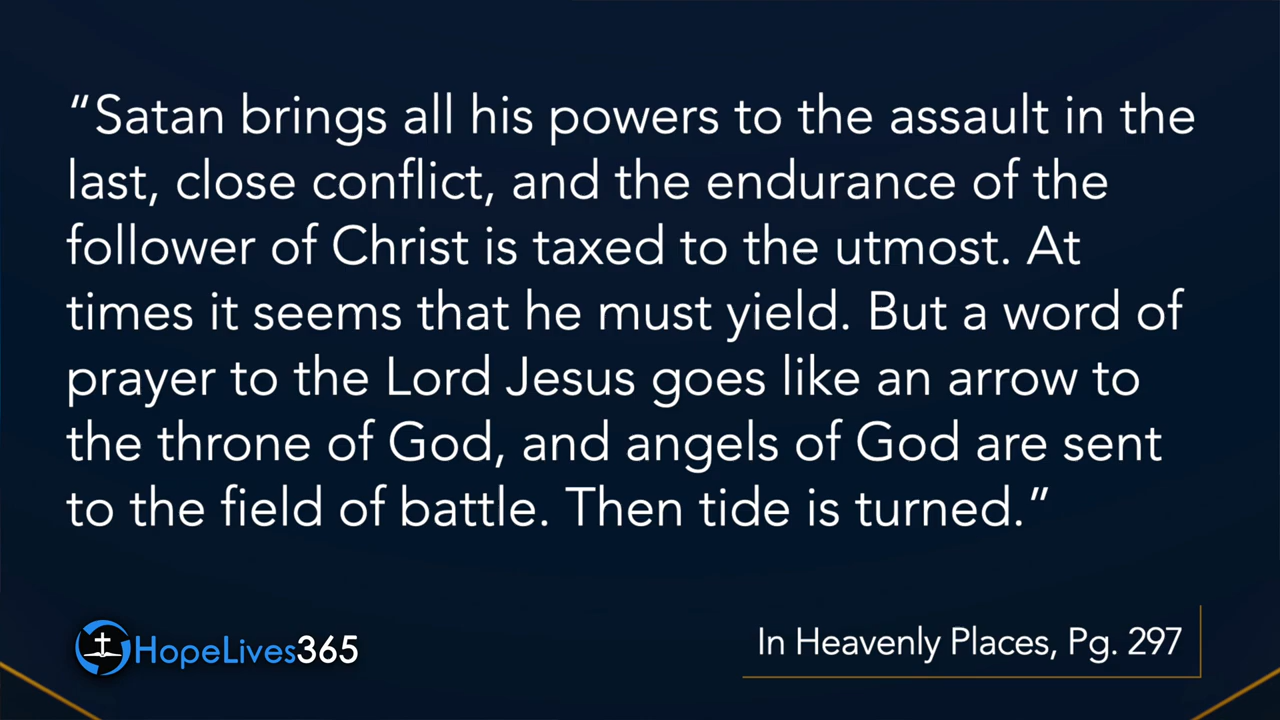 “Satan brings all his powers to the assault in the
last, close conflict, and the endurance of the
follower of Christ is taxed to the utmost. At
times it seems that he must yield. But a word of
prayer to the Lord Jesus goes like an arrow to
the throne of God, and angels of God are sent
to the field of battle. Then tide is turned.”
HopeLives365
In Heavenly Places, Pg. 297